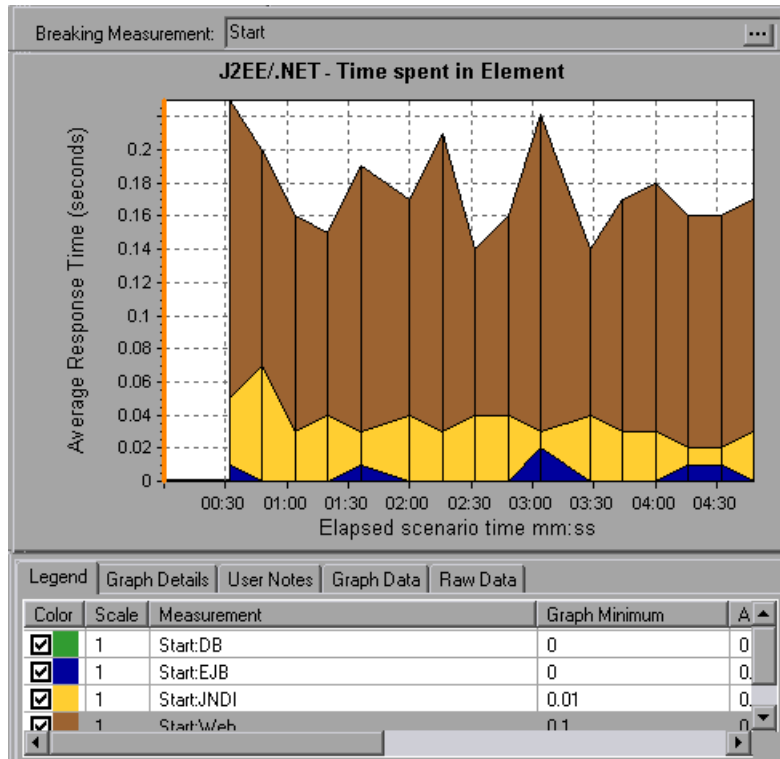 Breaking Measurement: Start ...
J2EE/.NET - Time spent in Element
Average Response Time (seconds)
0.2
0.18
0.16
0.14
0.12
0.1
0.08
0.06
0.04
0.02
0
00:30 01:00 01:30 02:00 02:30 03:00 03:30 04:00 04:30
Elapsed scenario time mm:ss
Legend Graph Details User Notes Graph Data Raw Data
Color Scale Measurement Graph Minimum A
1 Start:DB 0 0
1 Start:EJB 0 0.
1 Start:JNDI 0.01 0.
1 Start:Web 0.1 0.